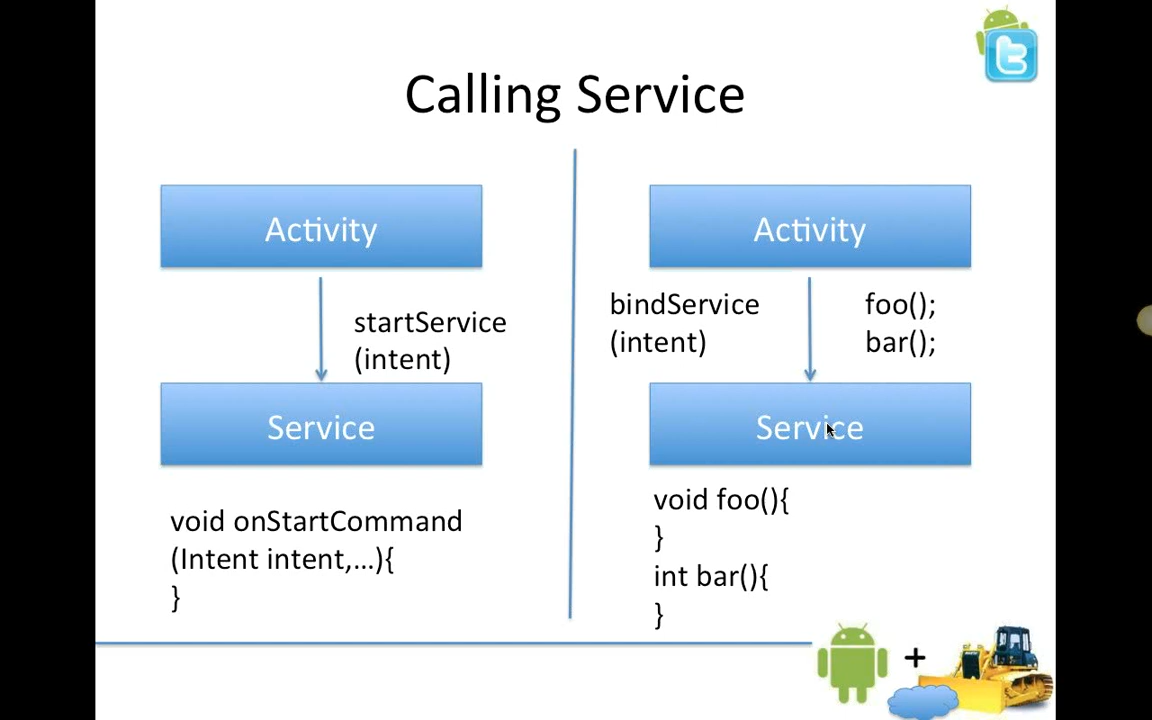 Calling Service
Activity
startService
(intent)
Service
void onStartCommand
(Intent intent,...){
}
Activity
bindService
(intent)
foo();
bar();
Service
void foo(){
}
int bar(){
}
+